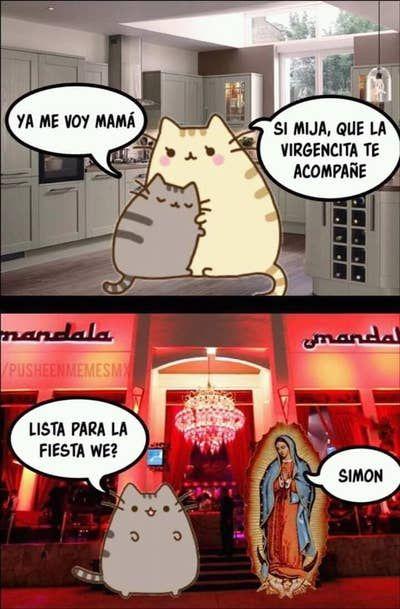 YA ME VOY MAMÁ
SI MIJA, QUE LA
VIRGENCITA TE
ACOMPAÑE
mandala
mandal
/PUSHEENMEMESMX
LISTA PARA LA
FIESTA WE?
SIMON